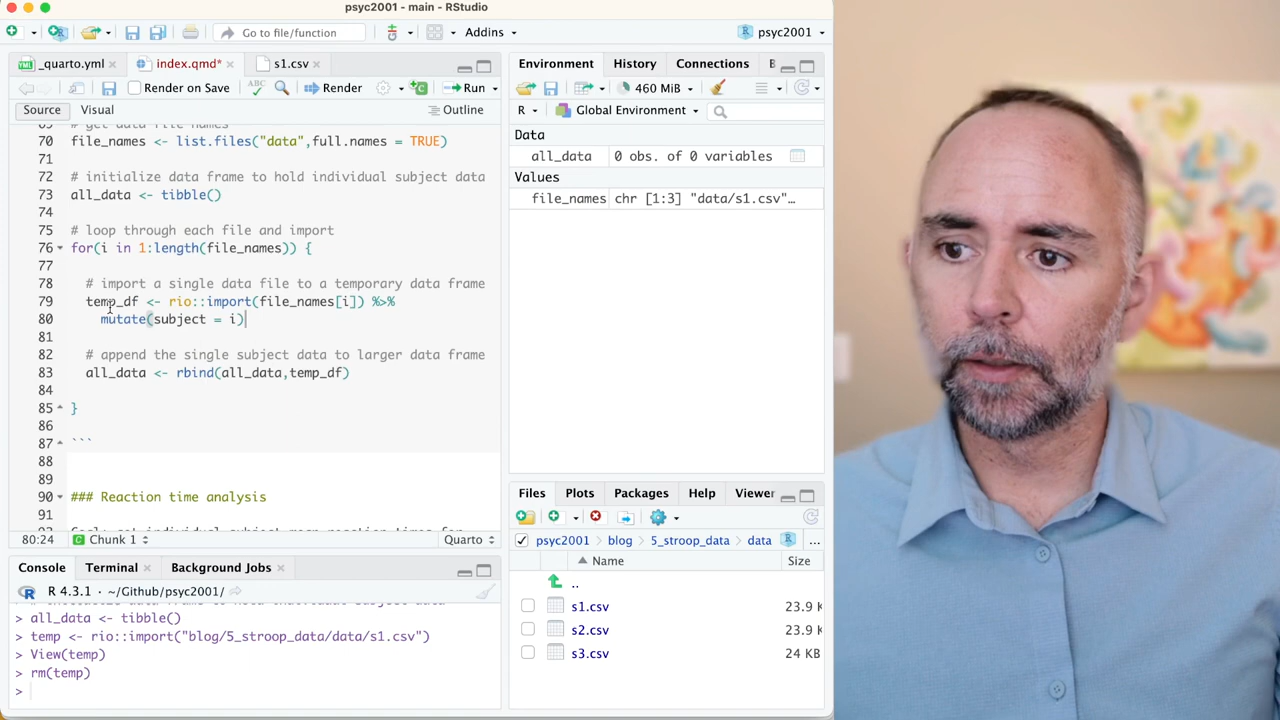 psyc2001 - main - RStudio
Go to file/function
Addins
psyc2001
_quarto.yml
index.qmd*
s1.csv
Render on Save
ABC
Render
Run
Source
Visual
Outline
# get data file names
70 file_names <- list.files("data",full.names = TRUE)
71
72 # initialize data frame to hold individual subject data
73 all_data <- tibble()
74
75 # loop through each file and import
76 for(i in 1:length(file_names)) {
77
78 # import a single data file to a temporary data frame
79 temp_df <- rio::import(file_names[i]) %>%
80 mutate(subject = i)
81
82 # append the single subject data to larger data frame
83 all_data <- rbind(all_data,temp_df)
84
85 }
86
87 ```
88
89
90 ### Reaction time analysis
91
80:24
Chunk 1
Quarto
Console
Terminal
Background Jobs
R 4.3.1 · ~/Github/psyc2001/
> all_data <- tibble()
> temp <- rio::import("blog/5_stroop_data/data/s1.csv")
> View(temp)
> rm(temp)
>
Environment
History
Connections
B
460 MiB
R
Global Environment
Data
all_data 0 obs. of 0 variables
Values
file_names chr [1:3] "data/s1.csv"…
Files
Plots
Packages
Help
Viewer
psyc2001
blog
5_stroop_data
data
...
Name
Size
..
s1.csv 23.9 K
s2.csv 23.9 K
s3.csv 24 KB